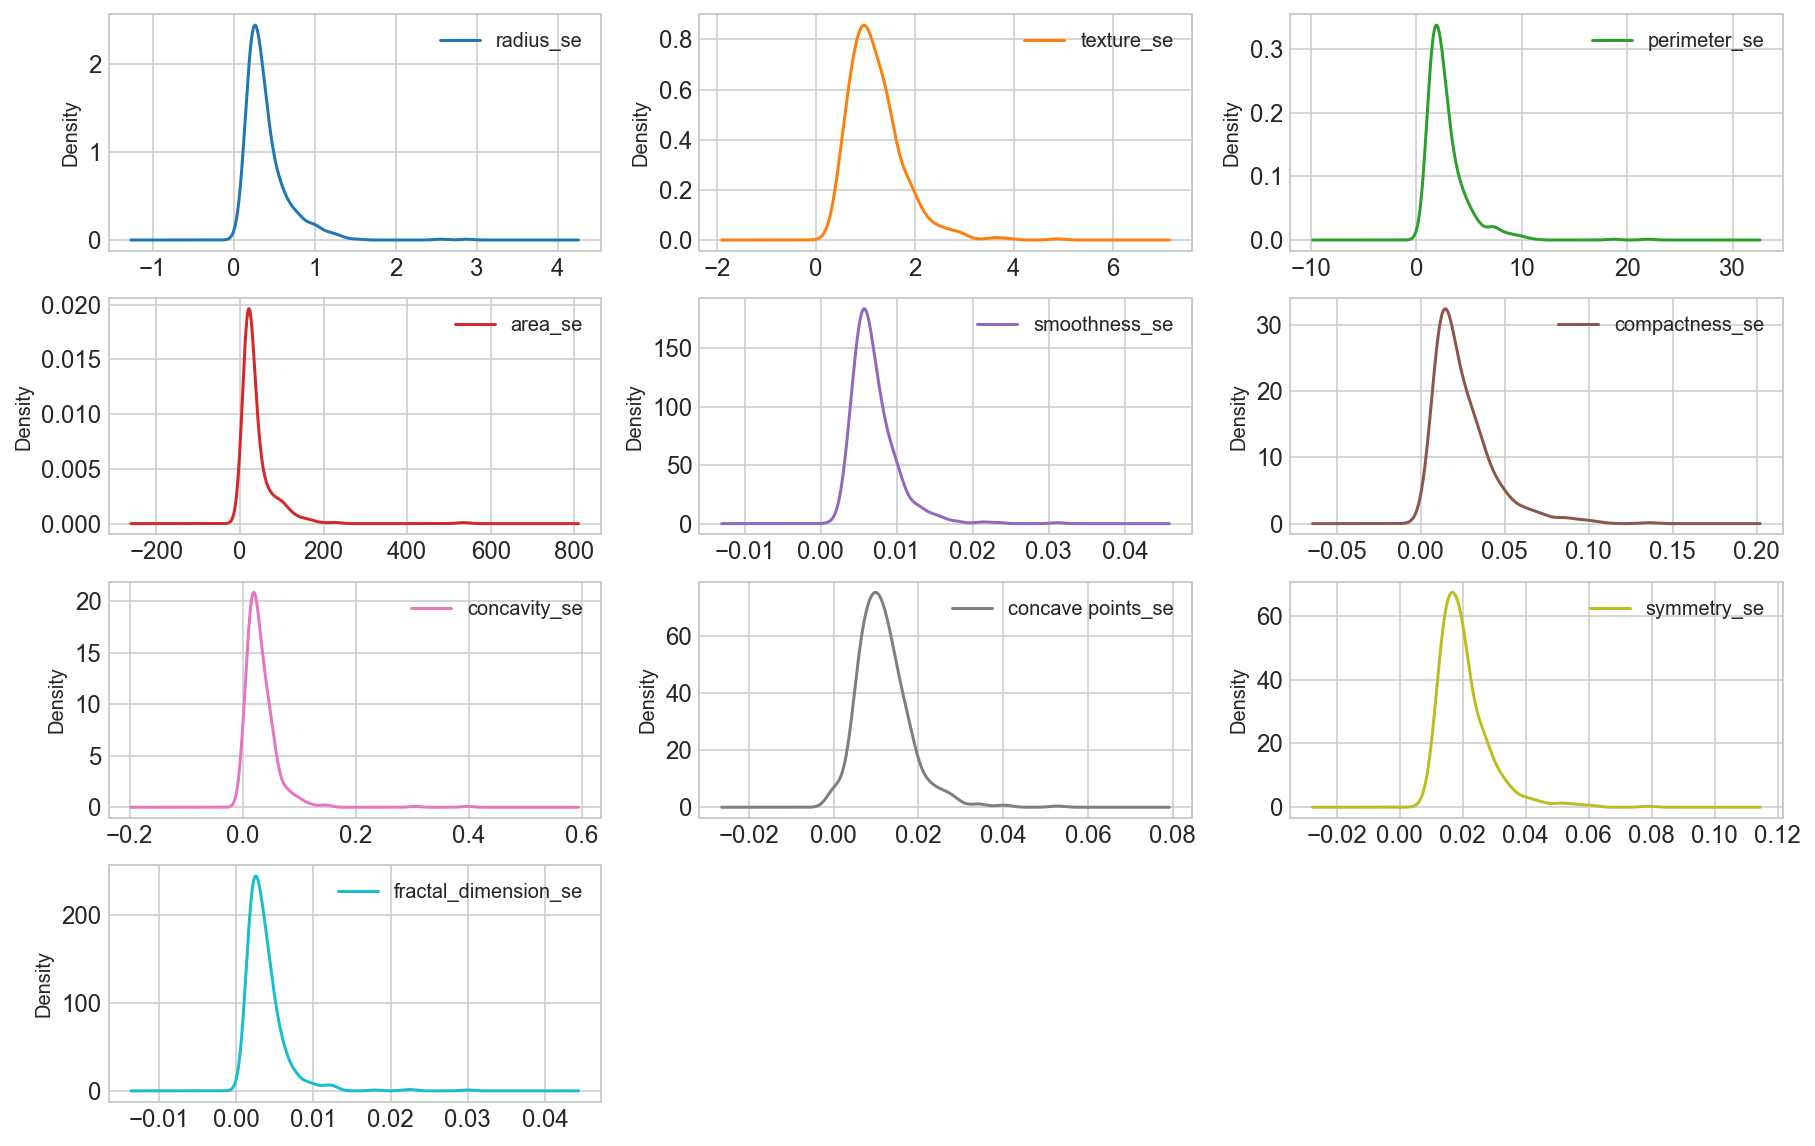 radius_se
Density
2
1
0
−1 0 1 2 3 4
texture_se
Density
0.8
0.6
0.4
0.2
0.0
−2 0 2 4 6
perimeter_se
Density
0.3
0.2
0.1
0.0
−10 0 10 20 30
area_se
Density
0.020
0.015
0.010
0.005
0.000
−200 0 200 400 600 800
smoothness_se
Density
150
100
50
0
−0.01 0.00 0.01 0.02 0.03 0.04
compactness_se
Density
30
20
10
0
−0.05 0.00 0.05 0.10 0.15 0.20
concavity_se
Density
20
15
10
5
0
−0.2 0.0 0.2 0.4 0.6
concave points_se
Density
60
40
20
0
−0.02 0.00 0.02 0.04 0.06 0.08
symmetry_se
Density
60
40
20
0
−0.02 0.00 0.02 0.04 0.06 0.08 0.10 0.12
fractal_dimension_se
Density
200
100
0
−0.01 0.00 0.01 0.02 0.03 0.04